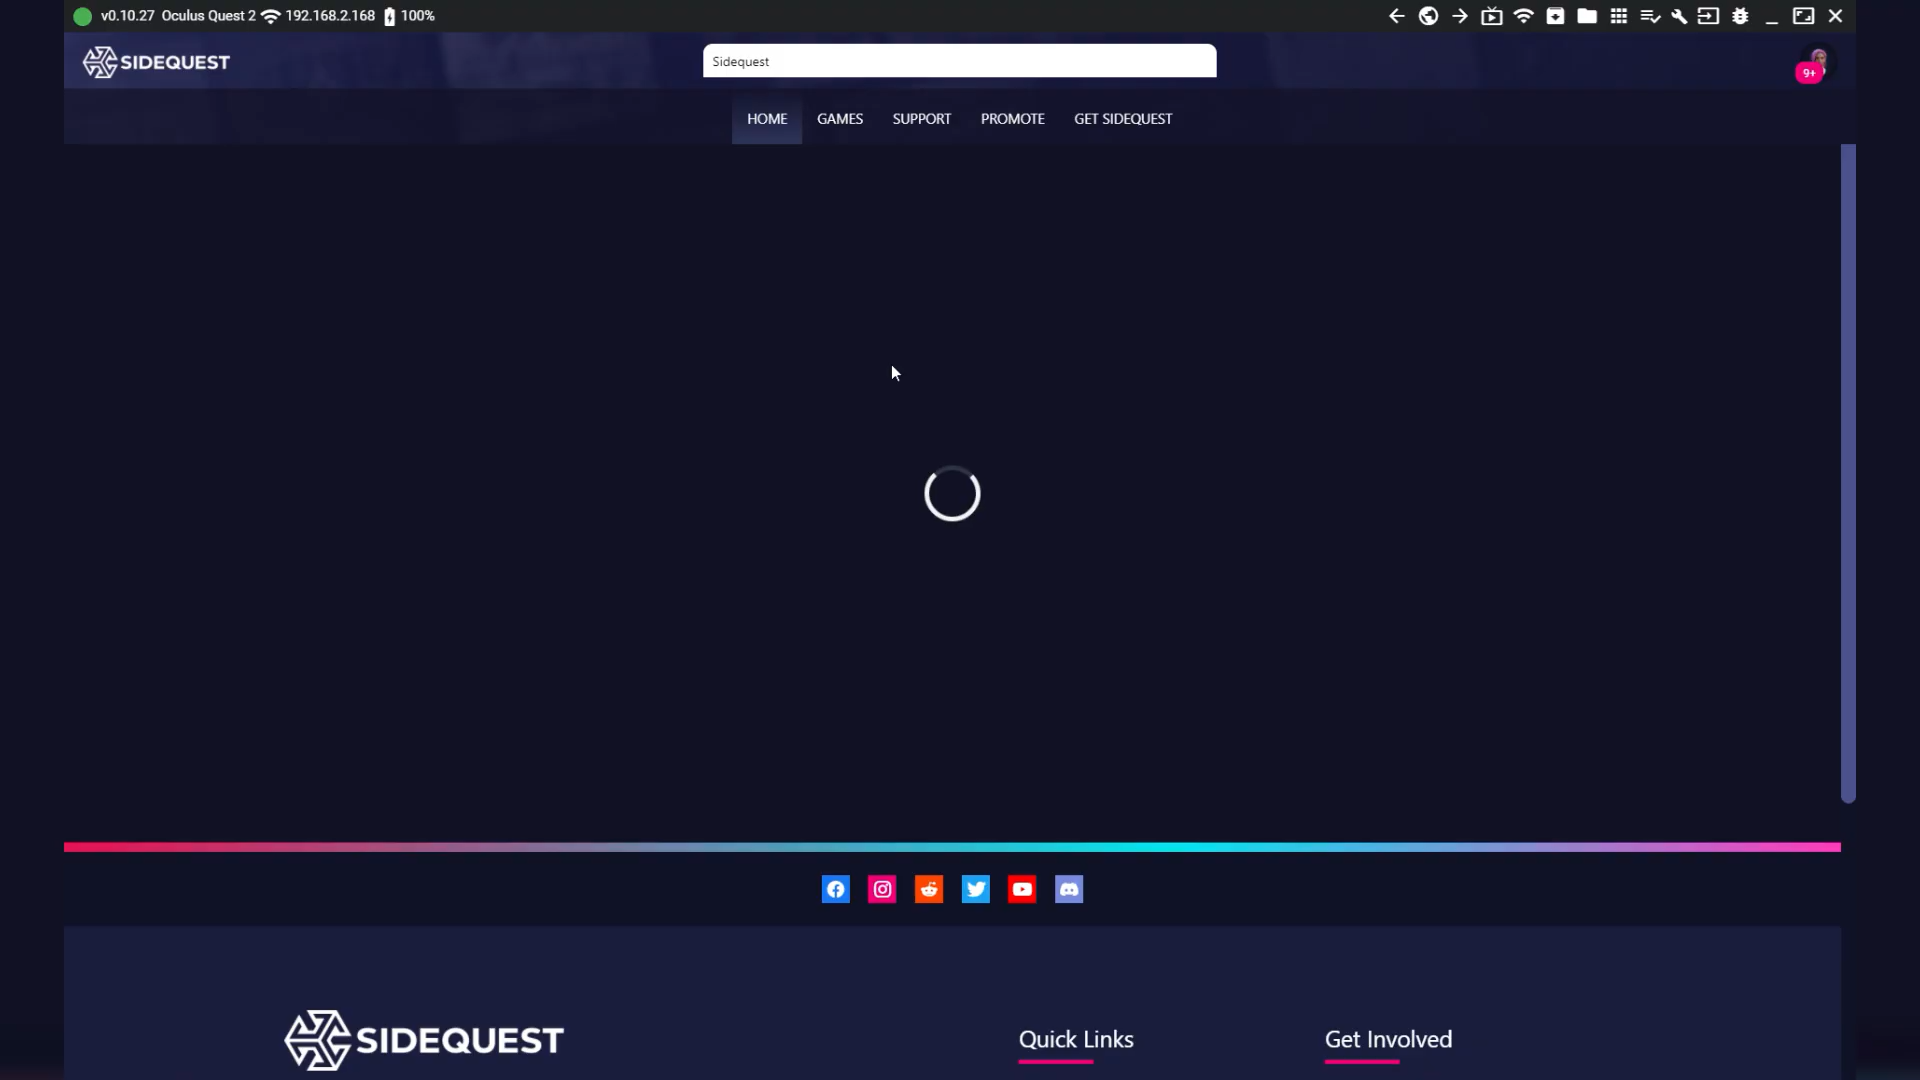 v0.10.27 Oculus Quest 2 192.168.2.168 100%
SIDEQUEST
Sidequest
9+
HOME GAMES SUPPORT PROMOTE GET SIDEQUEST
SIDEQUEST
Quick Links
Get Involved